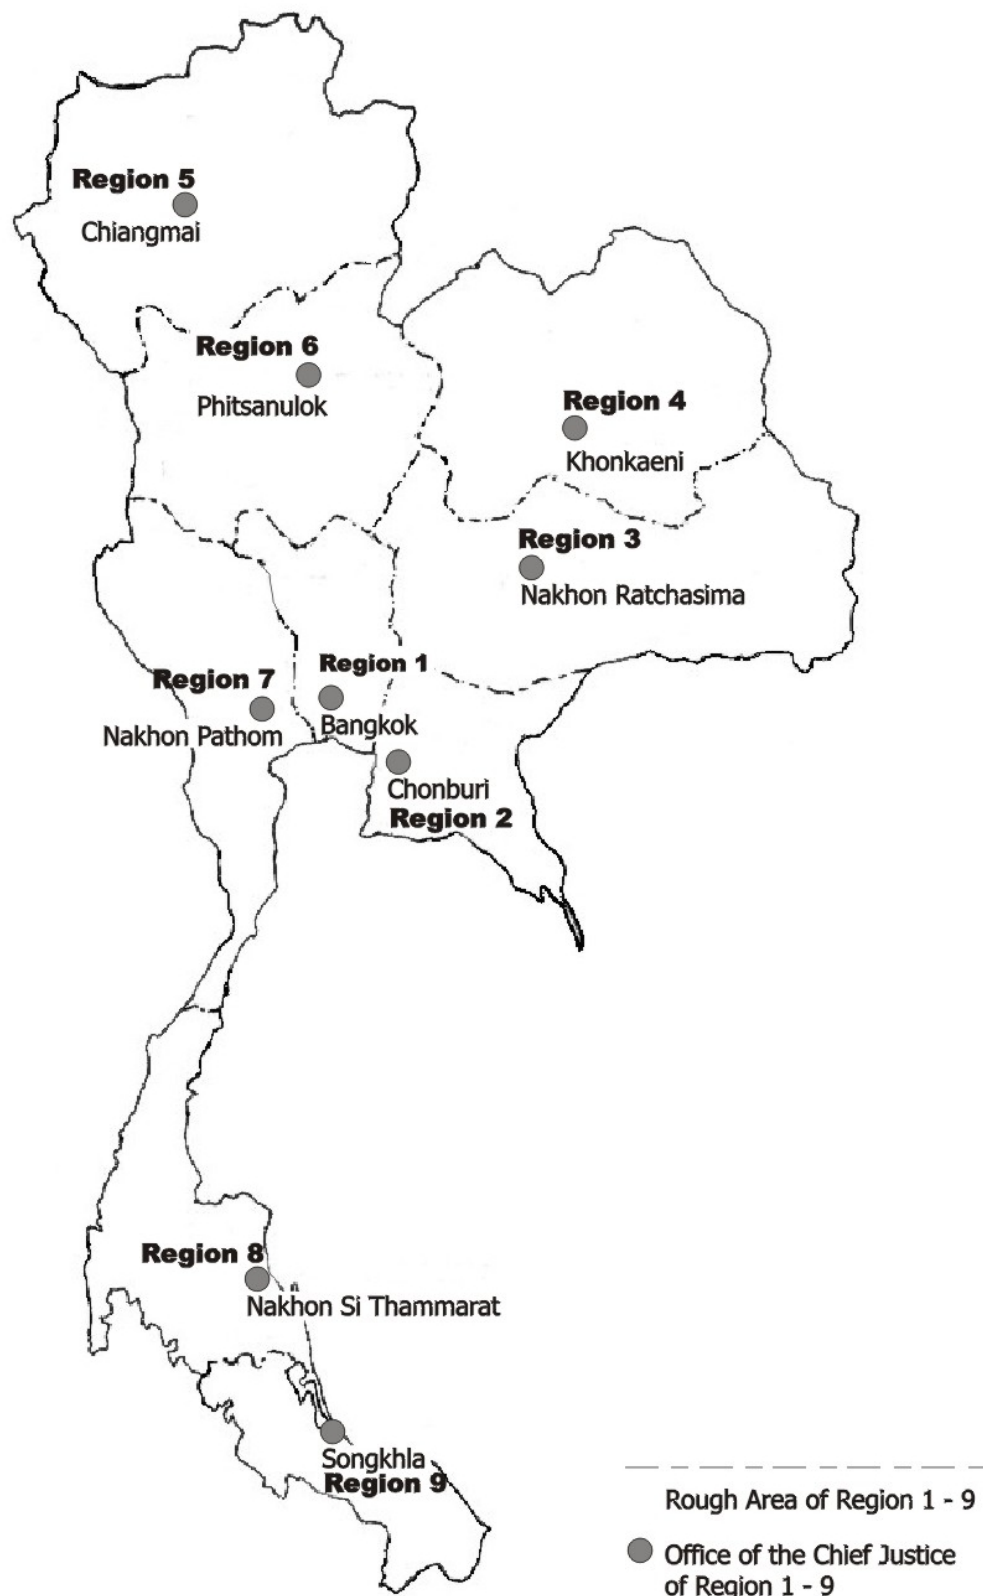 Region 5
Chiangmai
Region 6
Phitsanulok
Region 4
Khonkaeni
Region 3
Nakhon Ratchasima
Region 1
Bangkok
Region 7
Nakhon Pathom
Chonburi
Region 2
Region 8
Nakhon Si Thammarat
Songkhla
Region 9
Rough Area of Region 1 - 9
Office of the Chief Justice
of Region 1 - 9